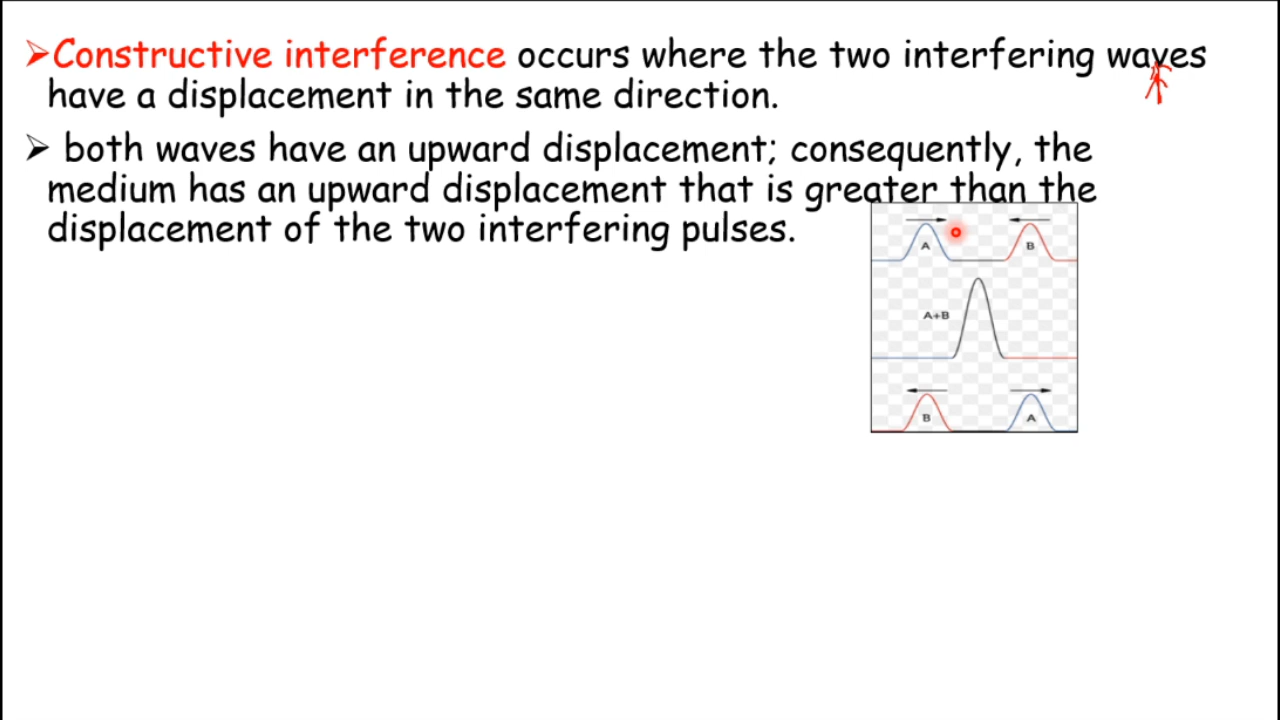 ➢Constructive interference occurs where the two interfering waves
have a displacement in the same direction.
➢ both waves have an upward displacement; consequently, the
medium has an upward displacement that is greater than the
displacement of the two interfering pulses.
A B
A+B
B A